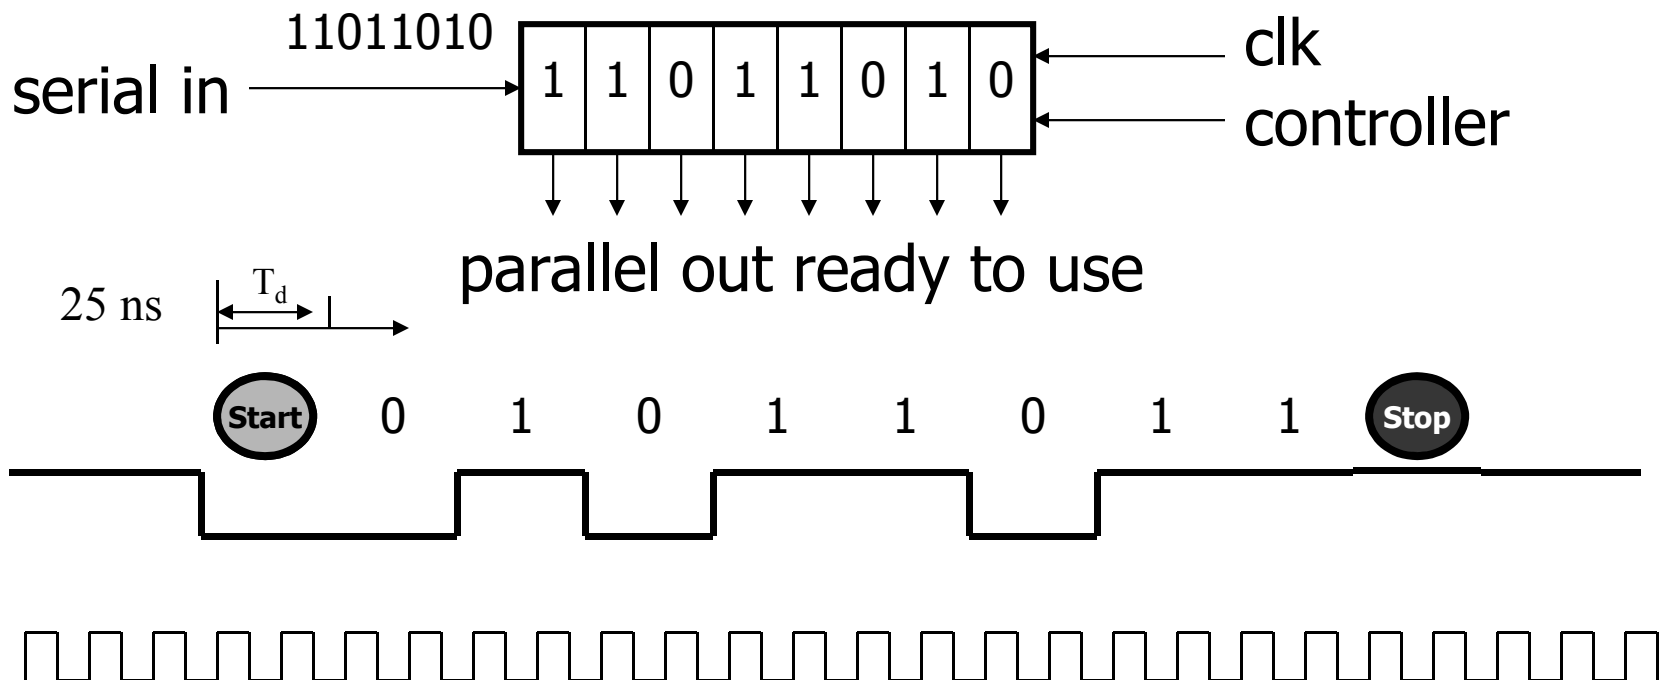 11011010
serial in
1 1 0 1 1 0 1 0
clk
controller
parallel out ready to use
25 ns
Td
Start 0 1 0 1 1 0 1 1 Stop